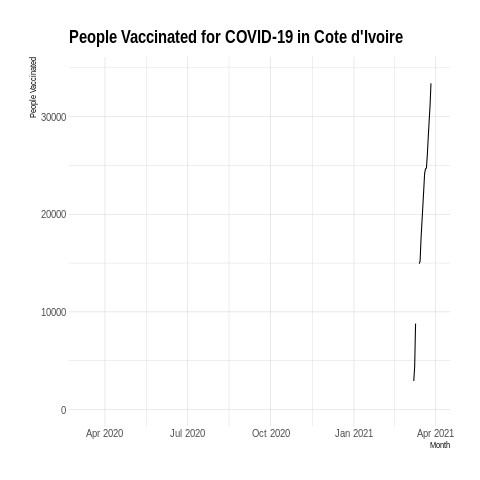 People Vaccinated for COVID-19 in Cote d'Ivoire
People Vaccinated
30000
20000
10000
0
Apr 2020 Jul 2020 Oct 2020 Jan 2021 Apr 2021
Month